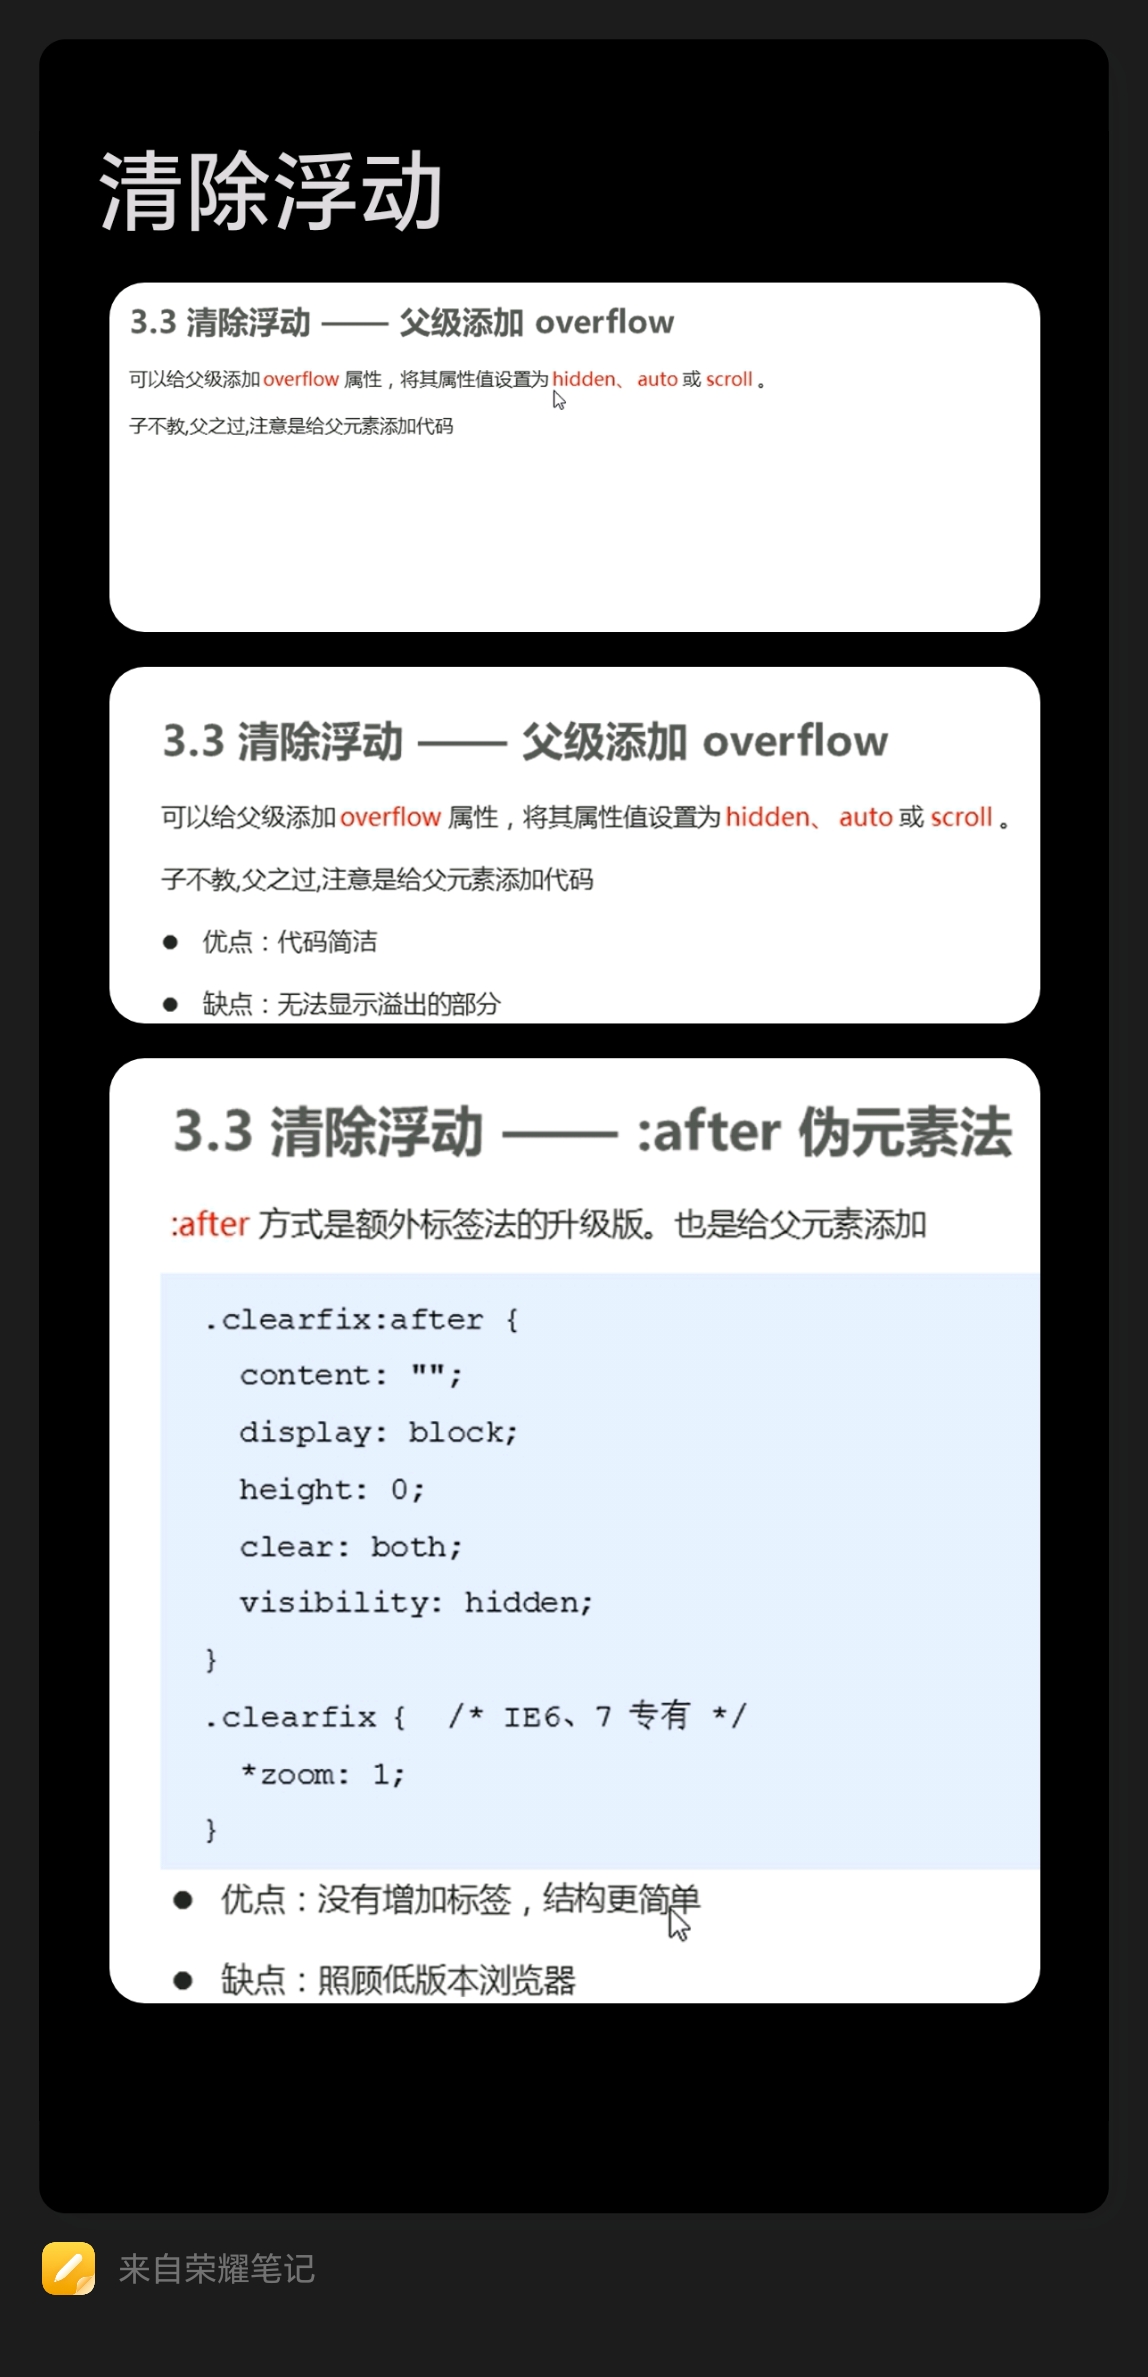 清除浮动
3.3 清除浮动 —— 父级添加 overflow
可以给父级添加 overflow 属性，将其属性值设置为 hidden、 auto 或 scroll 。
子不教,父之过,注意是给父元素添加代码
3.3 清除浮动 —— 父级添加 overflow
可以给父级添加 overflow 属性，将其属性值设置为 hidden、 auto 或 scroll 。
子不教,父之过,注意是给父元素添加代码
● 优点：代码简洁
● 缺点：无法显示溢出的部分
3.3 清除浮动 —— :after 伪元素法
:after 方式是额外标签法的升级版。也是给父元素添加
.clearfix:after {
content: "";
display: block;
height: 0;
clear: both;
visibility: hidden;
}
.clearfix { /* IE6、7 专有 */
*zoom: 1;
}
● 优点：没有增加标签，结构更简单
● 缺点：照顾低版本浏览器
来自荣耀笔记